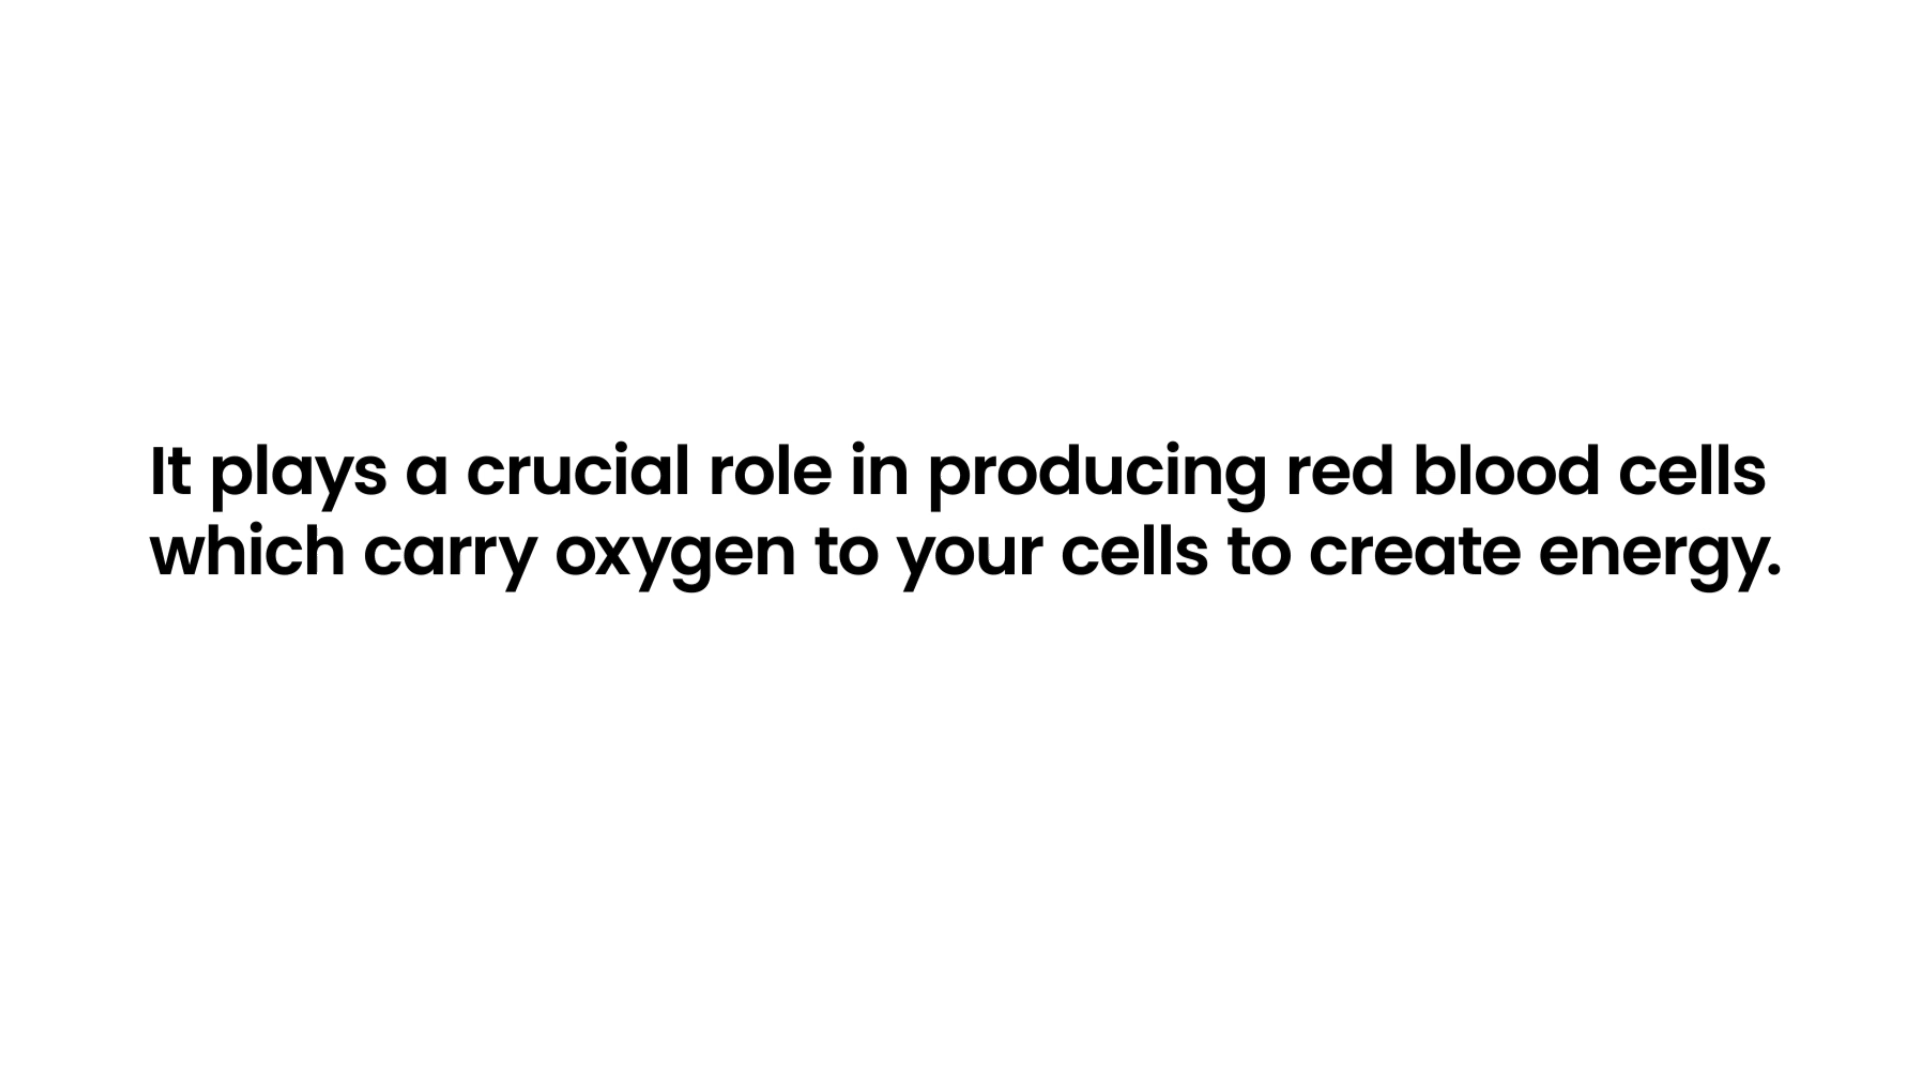 It plays a crucial role in producing red blood cells
which carry oxygen to your cells to create energy.